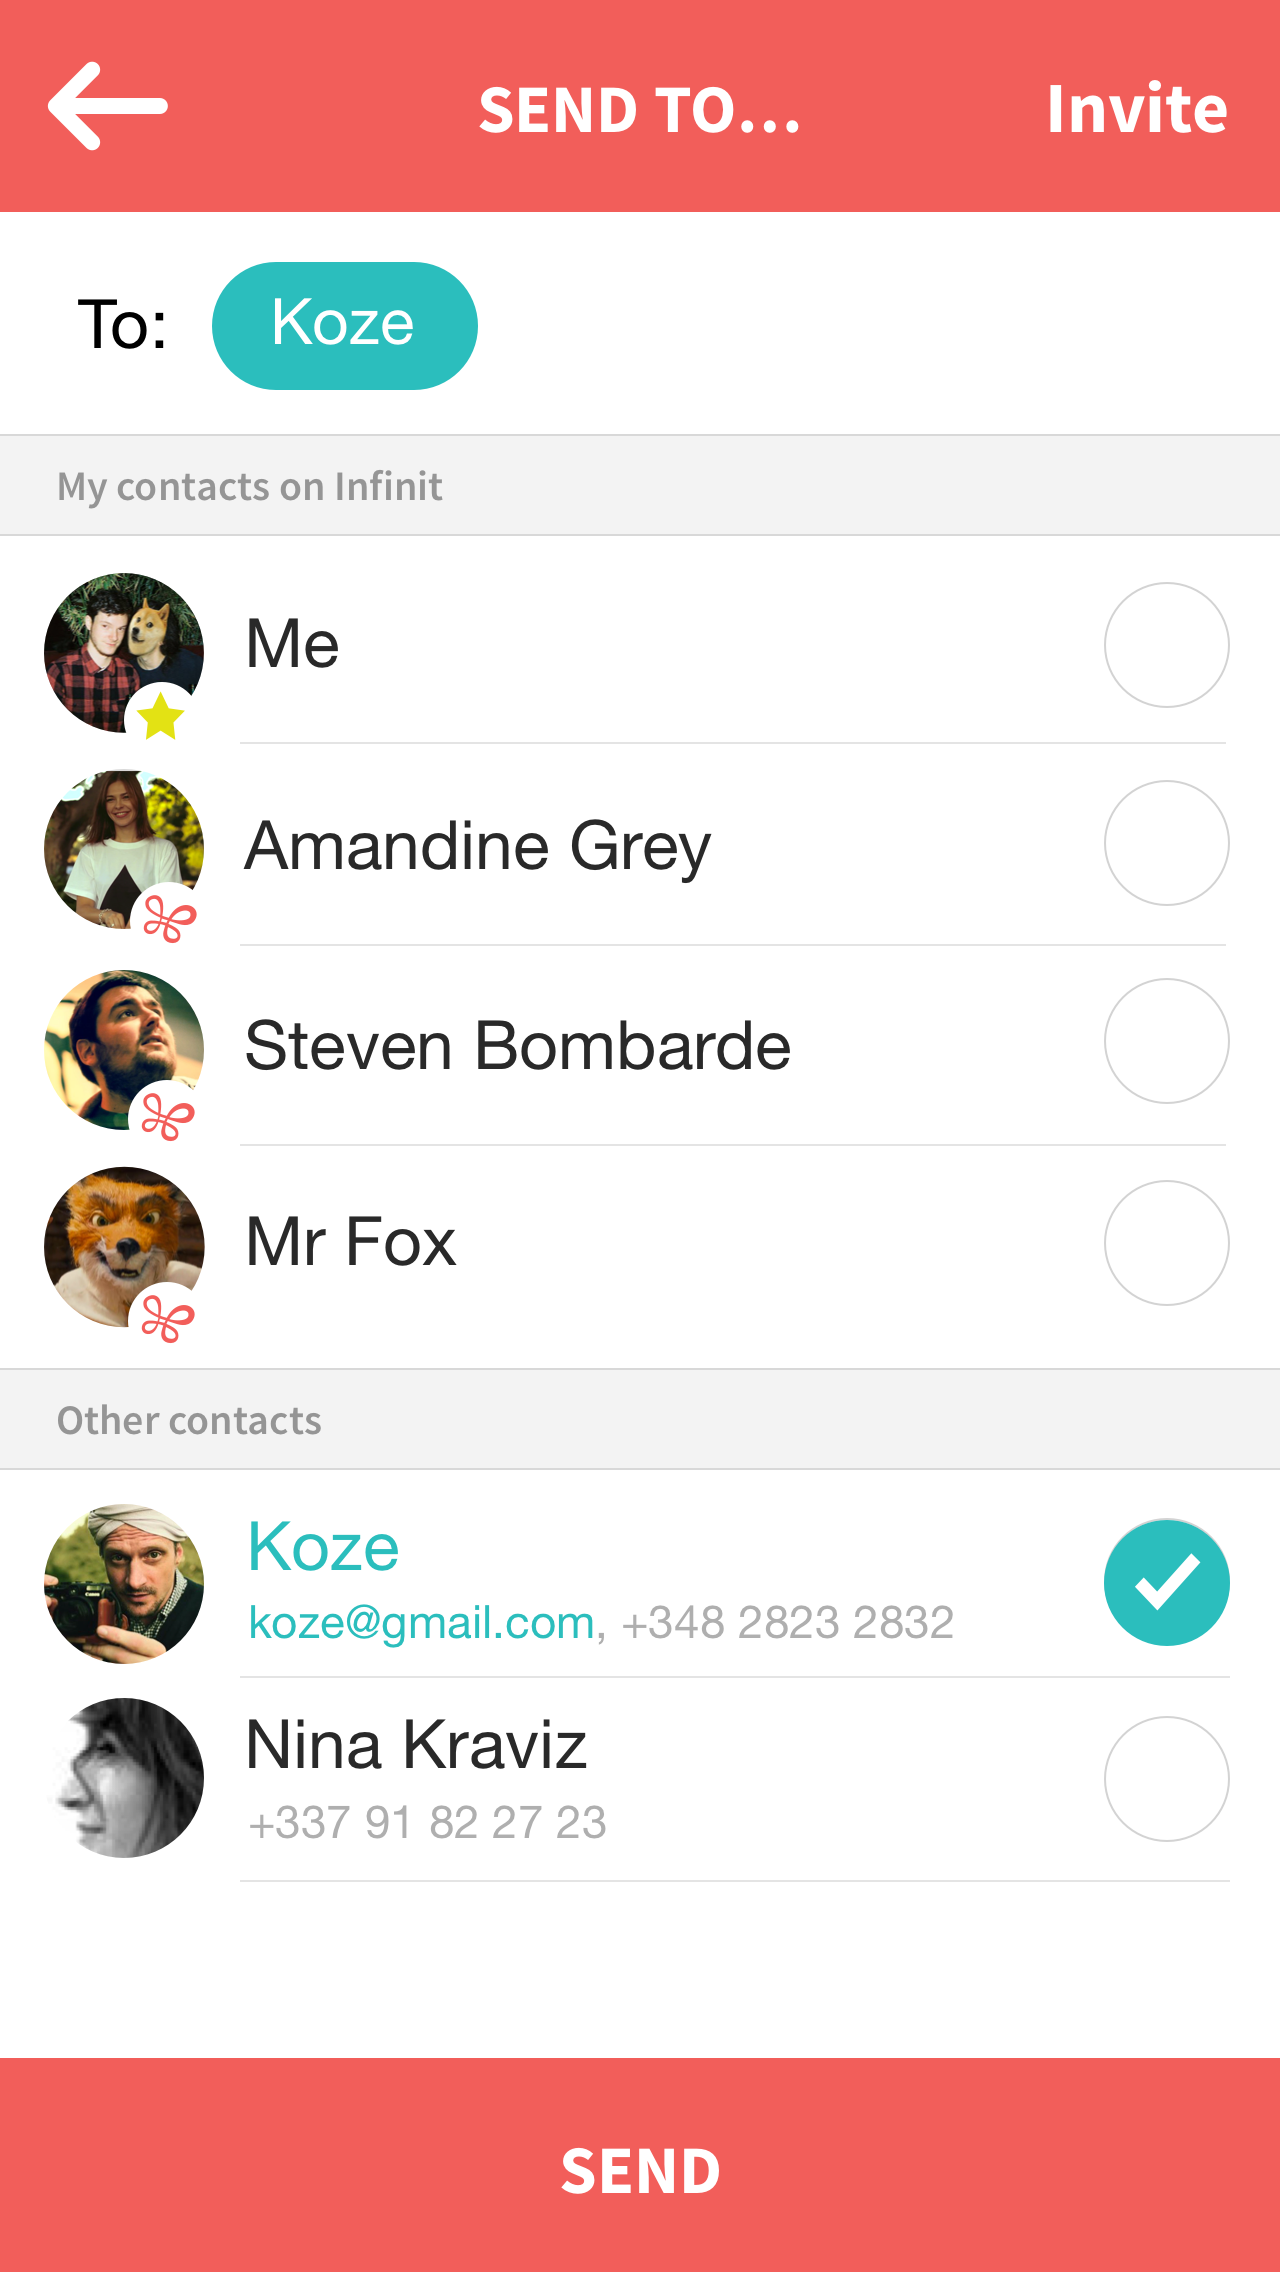 SEND TO...
Invite
To:
Koze
My contacts on Infinit
Me
Amandine Grey
Steven Bombarde
Mr Fox
Other contacts
Koze
koze@gmail.com, +348 2823 2832
Nina Kraviz
+337 91 82 27 23
SEND